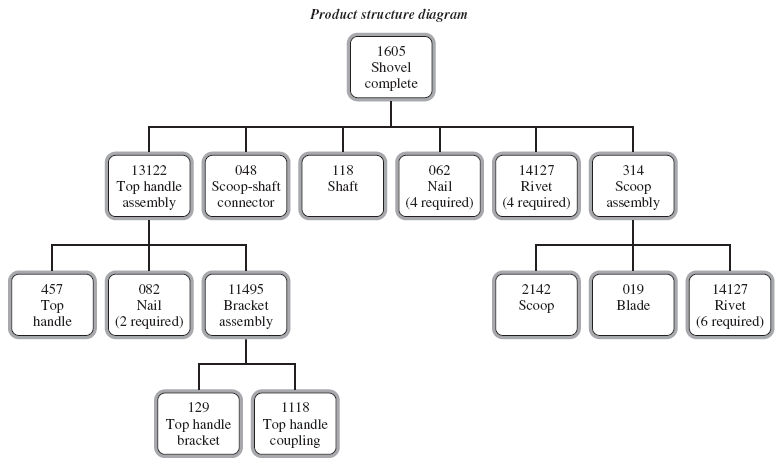 Product structure diagram
1605
Shovel
complete
13122
Top handle
assembly
048
Scoop-shaft
connector
118
Shaft
062
Nail
(4 required)
14127
Rivet
(4 required)
314
Scoop
assembly
457
Top
handle
082
Nail
(2 required)
11495
Bracket
assembly
2142
Scoop
019
Blade
14127
Rivet
(6 required)
129
Top handle
bracket
1118
Top handle
coupling